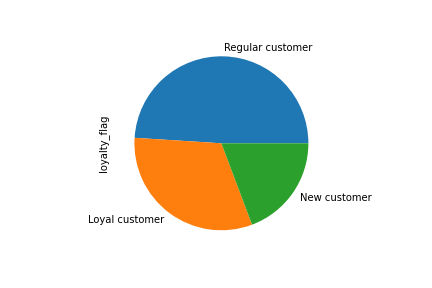 Regular customer
loyalty_flag
New customer
Loyal customer